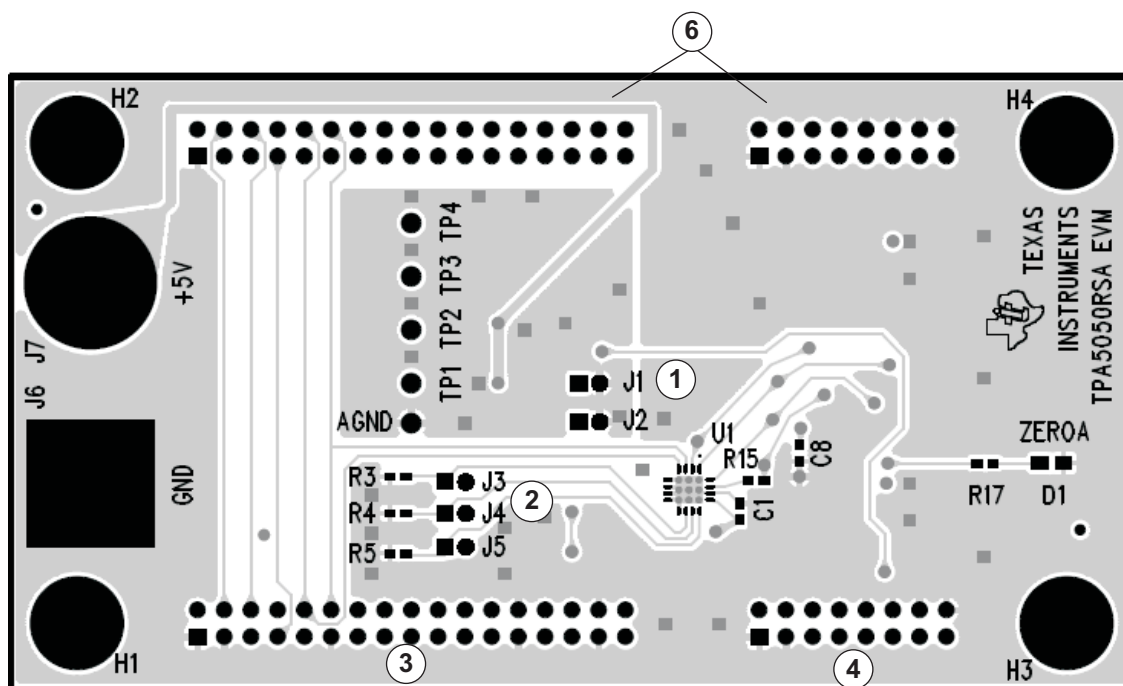 6
H2
H4
TP4
TP3
TP2
TP1
AGND
+5V
J7
J6
GND
TEXAS
INSTRUMENTS
TPA5050RSA EVM
J1
1
J2
U1
R15
C8
C1
ZEROA
R17
D1
R3
J3
R4
J4
2
R5
J5
H1
3
4
H3